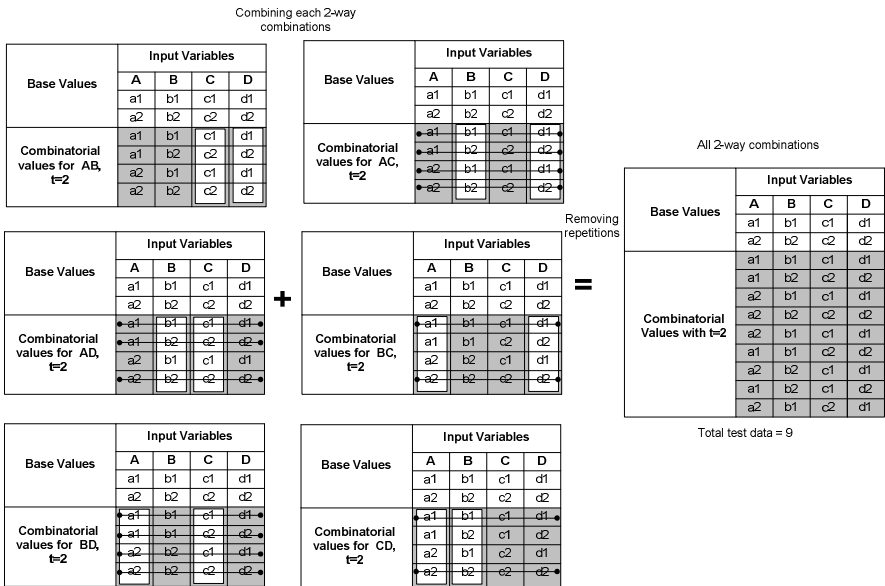 Combining each 2-way
combinations
Input Variables
Base Values
A B C D
a1 b1 c1 d1
a2 b2 c2 d2
Combinatorial
values for AB,
t=2
a1 b1 c1 d1
a1 b2 c2 d2
a2 b1 c1 d1
a2 b2 c2 d2
Input Variables
Base Values
A B C D
a1 b1 c1 d1
a2 b2 c2 d2
Combinatorial
values for AC,
t=2
a1 b1 c1 d1
a1 b2 c2 d2
a2 b1 c1 d1
a2 b2 c2 d2
Input Variables
Base Values
A B C D
a1 b1 c1 d1
a2 b2 c2 d2
Combinatorial
values for AD,
t=2
a1 b1 c1 d1
a1 b2 c2 d2
a2 b1 c1 d1
a2 b2 c2 d2
+
Input Variables
Base Values
A B C D
a1 b1 c1 d1
a2 b2 c2 d2
Combinatorial
values for BC,
t=2
a1 b1 c1 d1
a1 b1 c2 d2
a2 b2 c1 d1
a2 b2 c2 d2
Input Variables
Base Values
A B C D
a1 b1 c1 d1
a2 b2 c2 d2
Combinatorial
values for BD,
t=2
a1 b1 c1 d1
a1 b1 c2 d2
a2 b2 c1 d1
a2 b2 c2 d2
Input Variables
Base Values
A B C D
a1 b1 c1 d1
a2 b2 c2 d2
Combinatorial
values for CD,
t=2
a1 b1 c1 d1
a1 b2 c1 d2
a2 b1 c2 d1
a2 b2 c2 d2
Removing
repetitions
=
All 2-way combinations
Input Variables
Base Values
A B C D
a1 b1 c1 d1
a2 b2 c2 d2
Combinatorial
Values with t=2
a1 b1 c1 d1
a1 b2 c2 d2
a2 b1 c1 d1
a2 b2 c2 d2
a2 b2 c1 d1
a1 b1 c2 d2
a2 b2 c1 d1
a1 b2 c1 d2
a2 b1 c2 d1
Total test data = 9